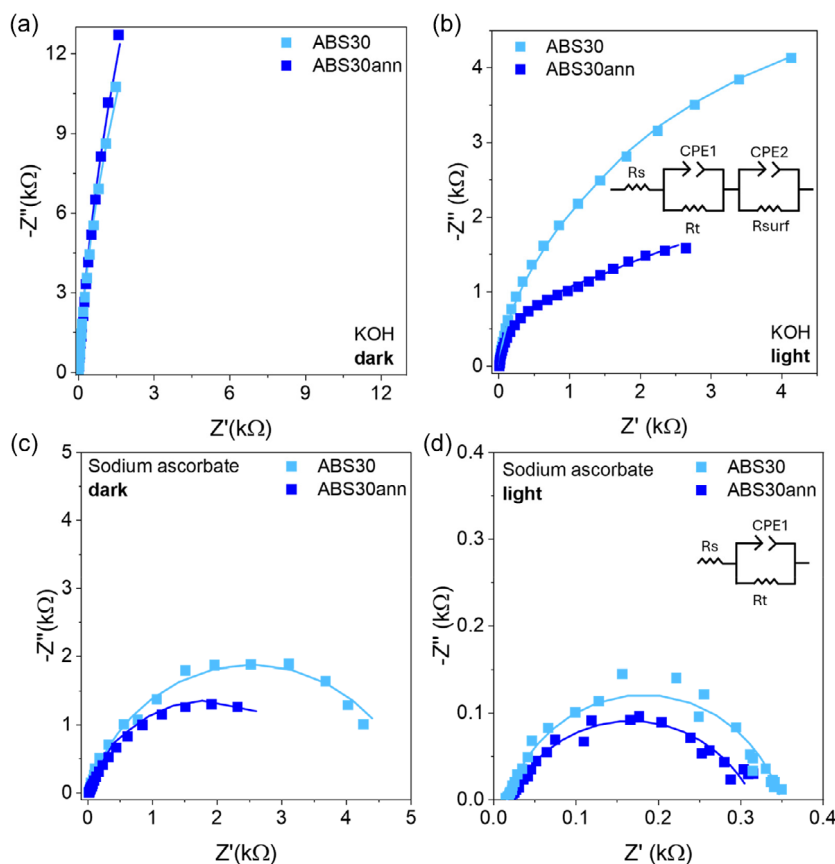 (a)
ABS30
ABS30ann
12
9
6
3
0
-Z"(kΩ)
KOH
dark
0 3 6 9 12
Z'(kΩ)
(b)
ABS30
ABS30ann
4
3
2
1
0
-Z" (kΩ)
Rs
CPE1
CPE2
Rt
Rsurf
KOH
light
0 1 2 3 4
Z' (kΩ)
(c)
Sodium ascorbate
dark
ABS30
ABS30ann
5
4
3
2
1
0
-Z"(kΩ)
0 1 2 3 4 5
Z'(kΩ)
(d)
Sodium ascorbate
light
ABS30
ABS30ann
0.4
0.3
0.2
0.1
0.0
-Z" (kΩ)
Rs
CPE1
Rt
0.0 0.1 0.2 0.3 0.4
Z' (kΩ)